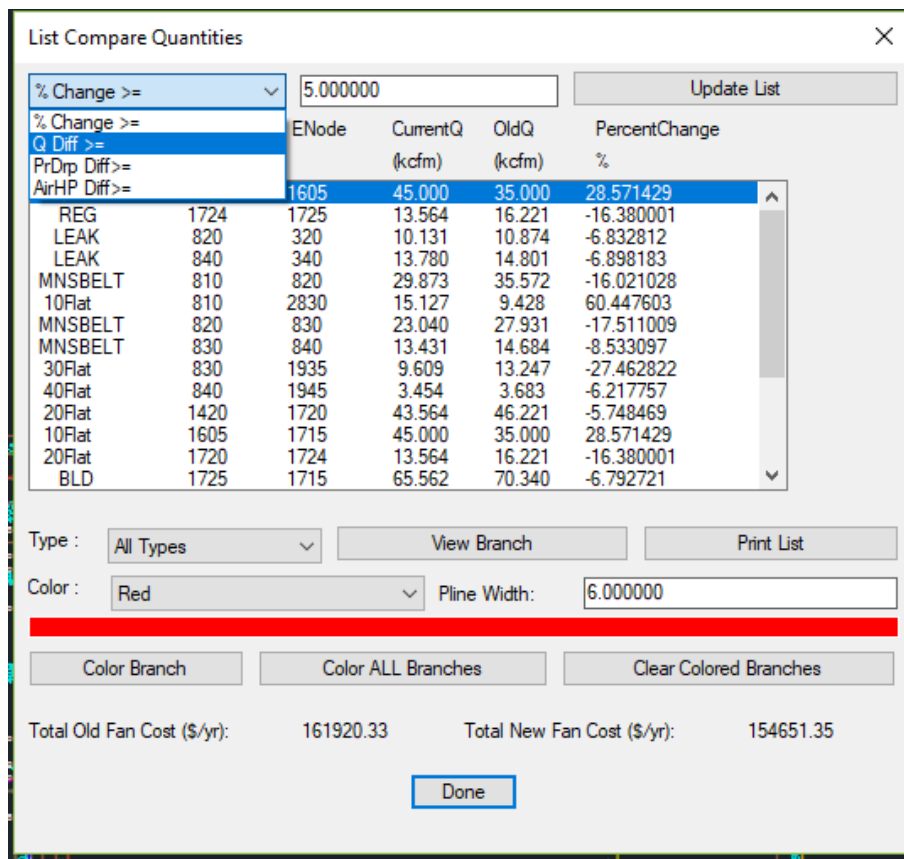 List Compare Quantities
% Change >= 5.000000 Update List
% Change >= ENode CurrentQ OldQ PercentChange
Q Diff >=
PrDrp Diff>= (kcfm) (kcfm) %
AirHP Diff>=
1605 45.000 35.000 28.571429
REG 1724 1725 13.564 16.221 -16.380001
LEAK 820 320 10.131 10.874 -6.832812
LEAK 840 340 13.780 14.801 -6.898183
MNSBELT 810 820 29.873 35.572 -16.021028
10Flat 810 2830 15.127 9.428 60.447603
MNSBELT 820 830 23.040 27.931 -17.511009
MNSBELT 830 840 13.431 14.684 -8.533097
30Flat 830 1935 9.609 13.247 -27.462822
40Flat 840 1945 3.454 3.683 -6.217757
20Flat 1420 1720 43.564 46.221 -5.748469
10Flat 1605 1715 45.000 35.000 28.571429
20Flat 1720 1724 13.564 16.221 -16.380001
BLD 1725 1715 65.562 70.340 -6.792721
Type : All Types View Branch Print List
Color : Red Pline Width: 6.000000
Color Branch Color ALL Branches Clear Colored Branches
Total Old Fan Cost ($/yr): 161920.33 Total New Fan Cost ($/yr): 154651.35
Done